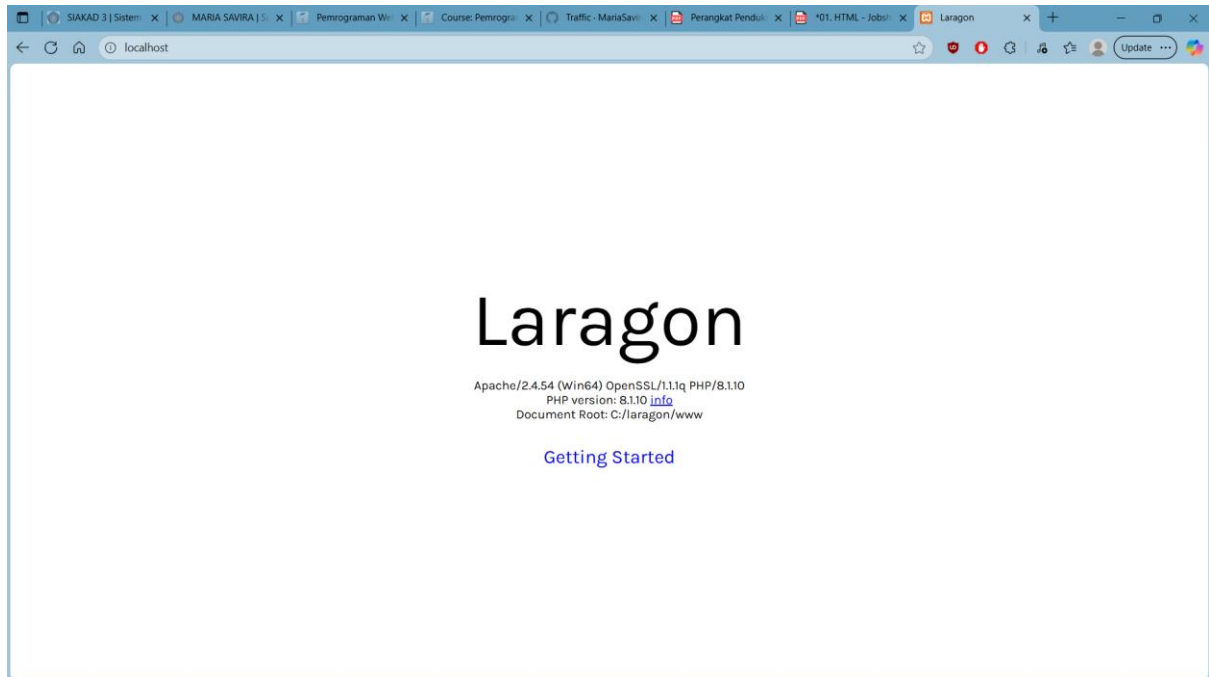 SIAKAD 3 | Sistem
MARIA SAVIRA | S
Pemrograman We
Course: Pemrogra
Traffic · MariaSavi
Perangkat Penduk
*01. HTML - Jobsh
Laragon
localhost
Update
Laragon
Apache/2.4.54 (Win64) OpenSSL/1.1.1q PHP/8.1.10
PHP version: 8.1.10 info
Document Root: C:/laragon/www
Getting Started